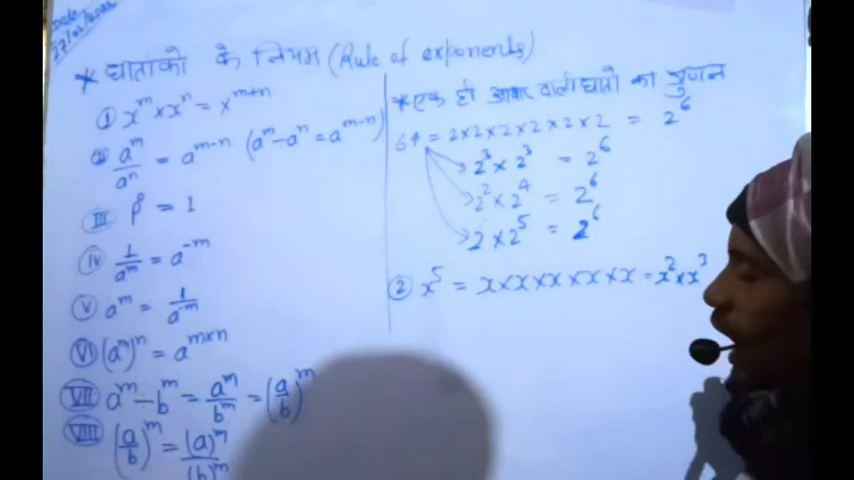 Date
* घातांको के नियम (Rule of exponents)
① xᵐ × xⁿ = xᵐ⁺ⁿ
② aᵐ/aⁿ = aᵐ⁻ⁿ (aᵐ - aⁿ = aᵐ⁻ⁿ)
III p⁰ = 1
IV 1/aᵐ = a⁻ᵐ
V aᵐ = 1/a⁻ᵐ
VI (aᵐ)ⁿ = aᵐˣⁿ
VII aᵐ - bᵐ = aᵐ/bᵐ = (a/b)ᵐ
VIII (a/b)ᵐ = (a)ᵐ/(b)ᵐ
* एक ही आधार वाली घातो का गुणन
64 = 2×2×2×2×2×2 = 2⁶
2³ × 2³ = 2⁶
2² × 2⁴ = 2⁶
2 × 2⁵ = 2⁶
② x⁵ = x×x×x×x×x = x² × x³